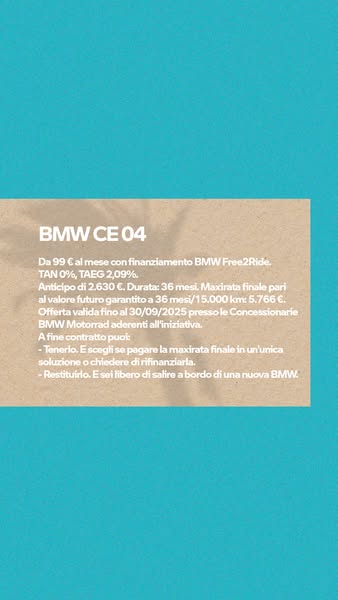 BMW CE 04
Da 99 € al mese con finanziamento BMW Free2Ride.
TAN 0%, TAEG 2,09%.
Anticipo di 2.630 €. Durata: 36 mesi. Maxirata finale pari
al valore futuro garantito a 36 mesi/15.000 km: 5.766 €.
Offerta valida fino al 30/09/2025 presso le Concessionarie
BMW Motorrad aderenti all'iniziativa.
A fine contratto puoi:
- Tenerlo. E scegli se pagare la maxirata finale in un'unica
soluzione o chiedere di rifinanziarla.
- Restituirlo. E sei libero di salire a bordo di una nuova BMW.